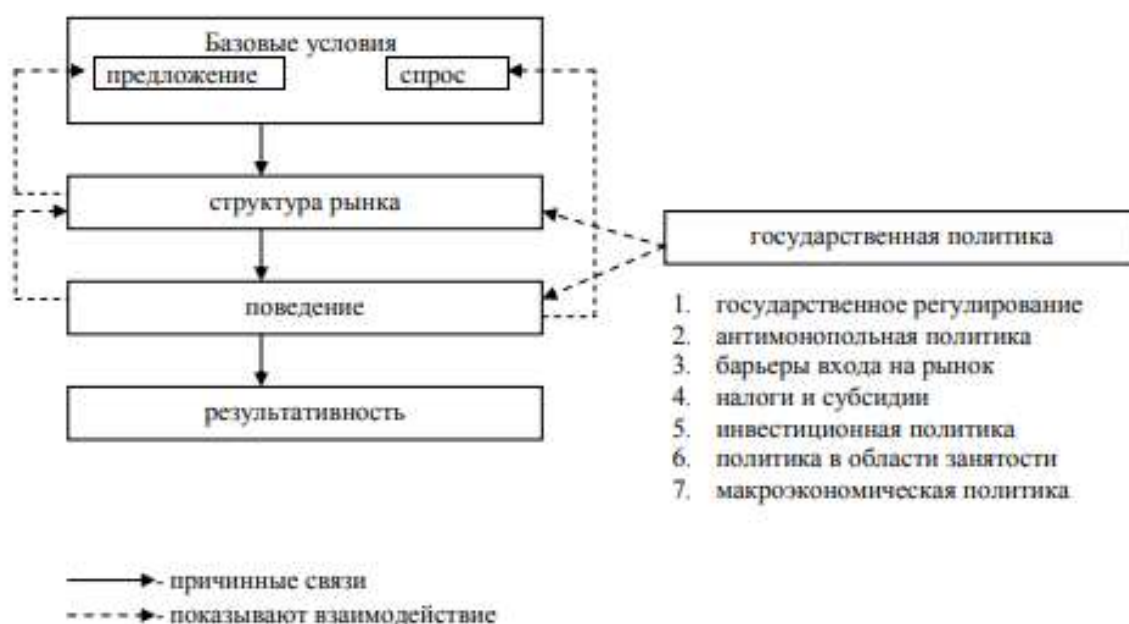 Базовые условия
предложение
спрос
структура рынка
государственная политика
поведение
1. государственное регулирование
2. антимонопольная политика
3. барьеры входа на рынок
4. налоги и субсидии
5. инвестиционная политика
6. политика в области занятости
7. макроэкономическая политика
результативность
- причинные связи
- показывают взаимодействие